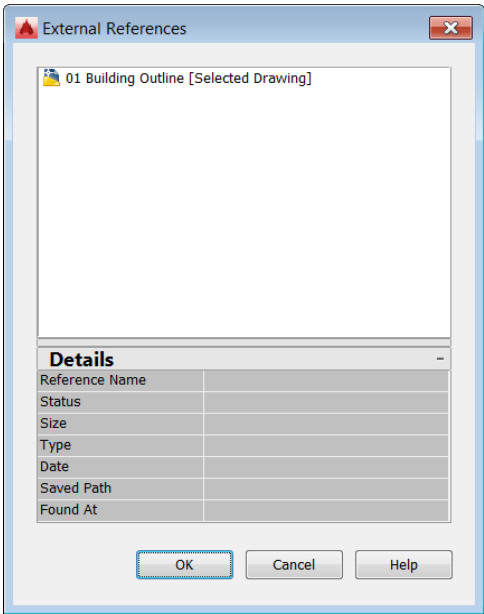 External References
01 Building Outline [Selected Drawing]
Details
Reference Name
Status
Size
Type
Date
Saved Path
Found At
OK Cancel Help